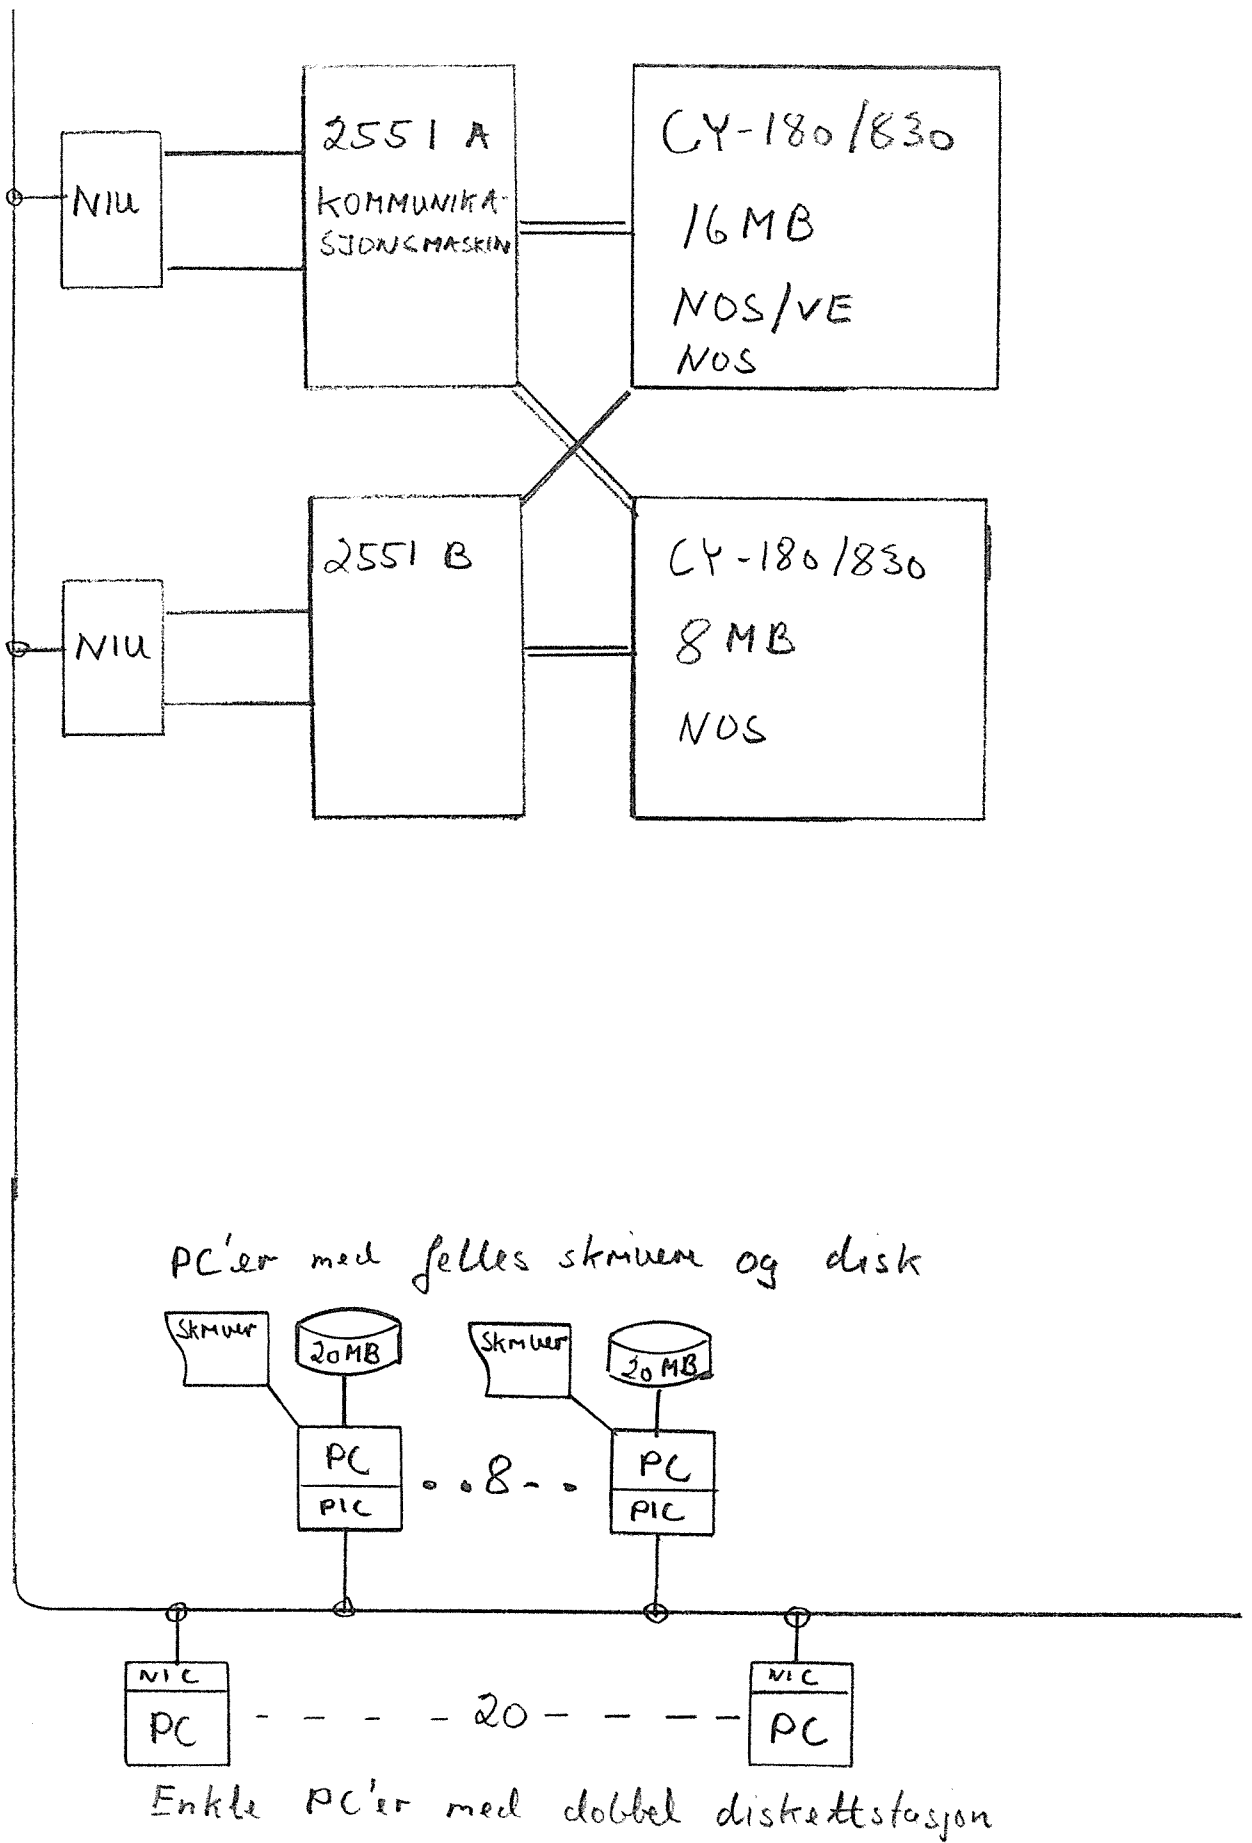 2551 A
KOMMUNIKA-
SJONSMASKIN
NIU
CY-180/830
16 MB
NOS/VE
NOS
2551 B
NIU
CY-180/830
8 MB
NOS
PC'er med felles skrivere og disk
Skriver
20 MB
Skriver
20 MB
PC
PIC
..8-.
PC
PIC
NIC
PC
- - - - 20 - - - -
NIC
PC
Enkle PC'er med dobbel diskettstasjon